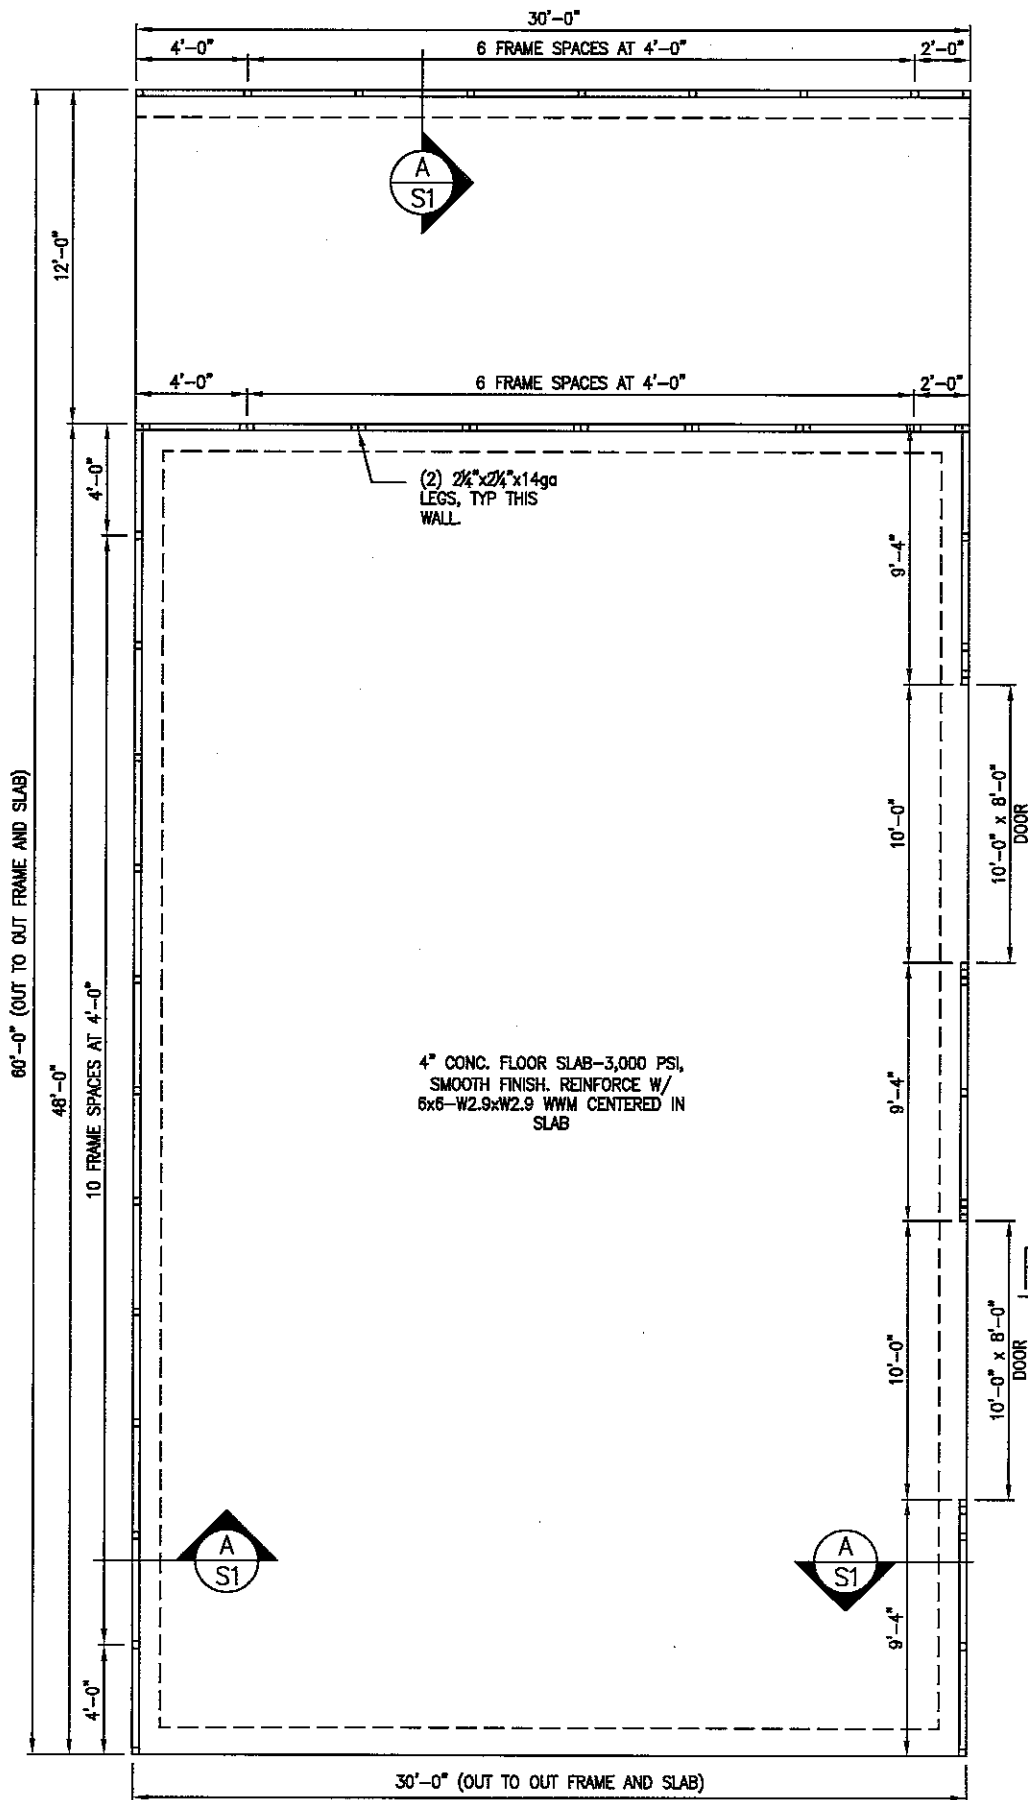 30'-0"
4'-0"
6 FRAME SPACES AT 4'-0"
2'-0"
A
S1
12'-0"
4'-0"
6 FRAME SPACES AT 4'-0"
2'-0"
(2) 2¼"x2¼"x14ga
LEGS, TYP THIS
WALL.
4'-0"
9'-4"
10'-0"
10'-0" x 8'-0"
DOOR
60'-0" (OUT TO OUT FRAME AND SLAB)
48'-0"
10 FRAME SPACES AT 4'-0"
4" CONC. FLOOR SLAB-3,000 PSI,
SMOOTH FINISH. REINFORCE W/
6x6-W2.9xW2.9 WWM CENTERED IN
SLAB
9'-4"
10'-0"
10'-0" x 8'-0"
DOOR
A
S1
A
S1
9'-4"
4'-0"
30'-0" (OUT TO OUT FRAME AND SLAB)